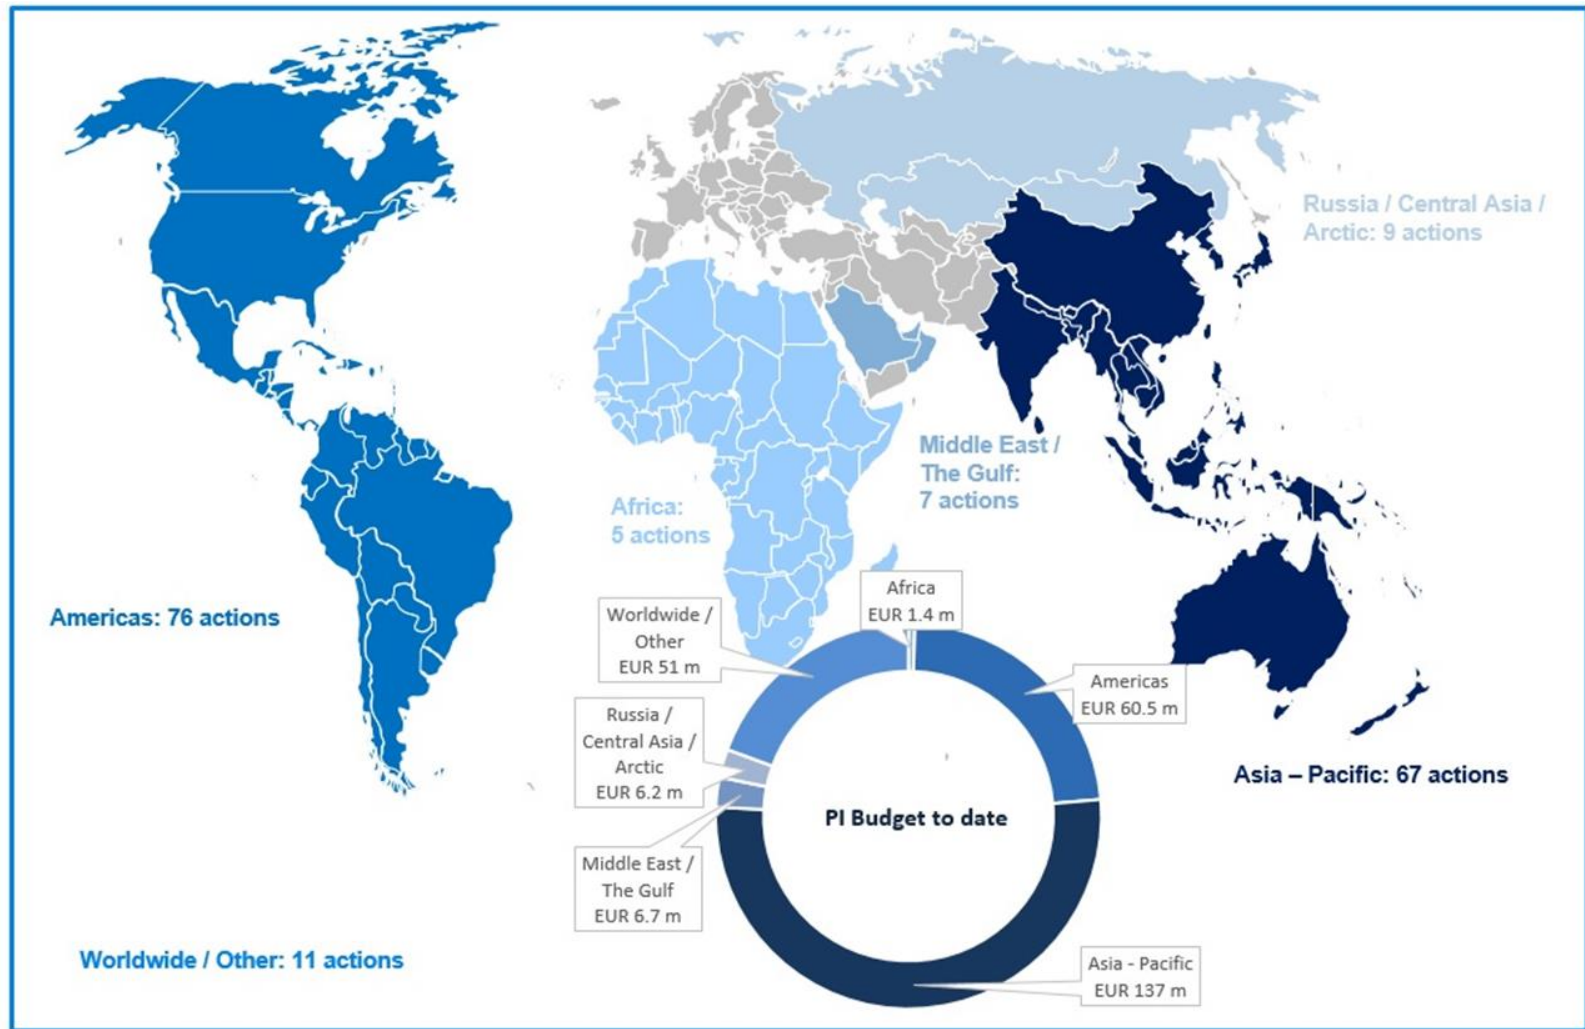 Russia / Central Asia /
Arctic: 9 actions
Middle East /
The Gulf:
7 actions
Africa:
5 actions
Americas: 76 actions
Asia – Pacific: 67 actions
Worldwide / Other: 11 actions
Africa
EUR 1.4 m
Worldwide /
Other
EUR 51 m
Americas
EUR 60.5 m
Russia /
Central Asia /
Arctic
EUR 6.2 m
PI Budget to date
Middle East /
The Gulf
EUR 6.7 m
Asia - Pacific
EUR 137 m